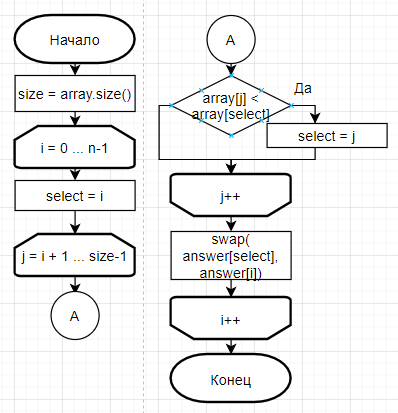 Начало
size = array.size()
i = 0 ... n-1
select = i
j = i + 1 ... size-1
A
A
array[j] <
array[select]
Да
select = j
j++
swap(
answer[select],
answer[i])
i++
Конец